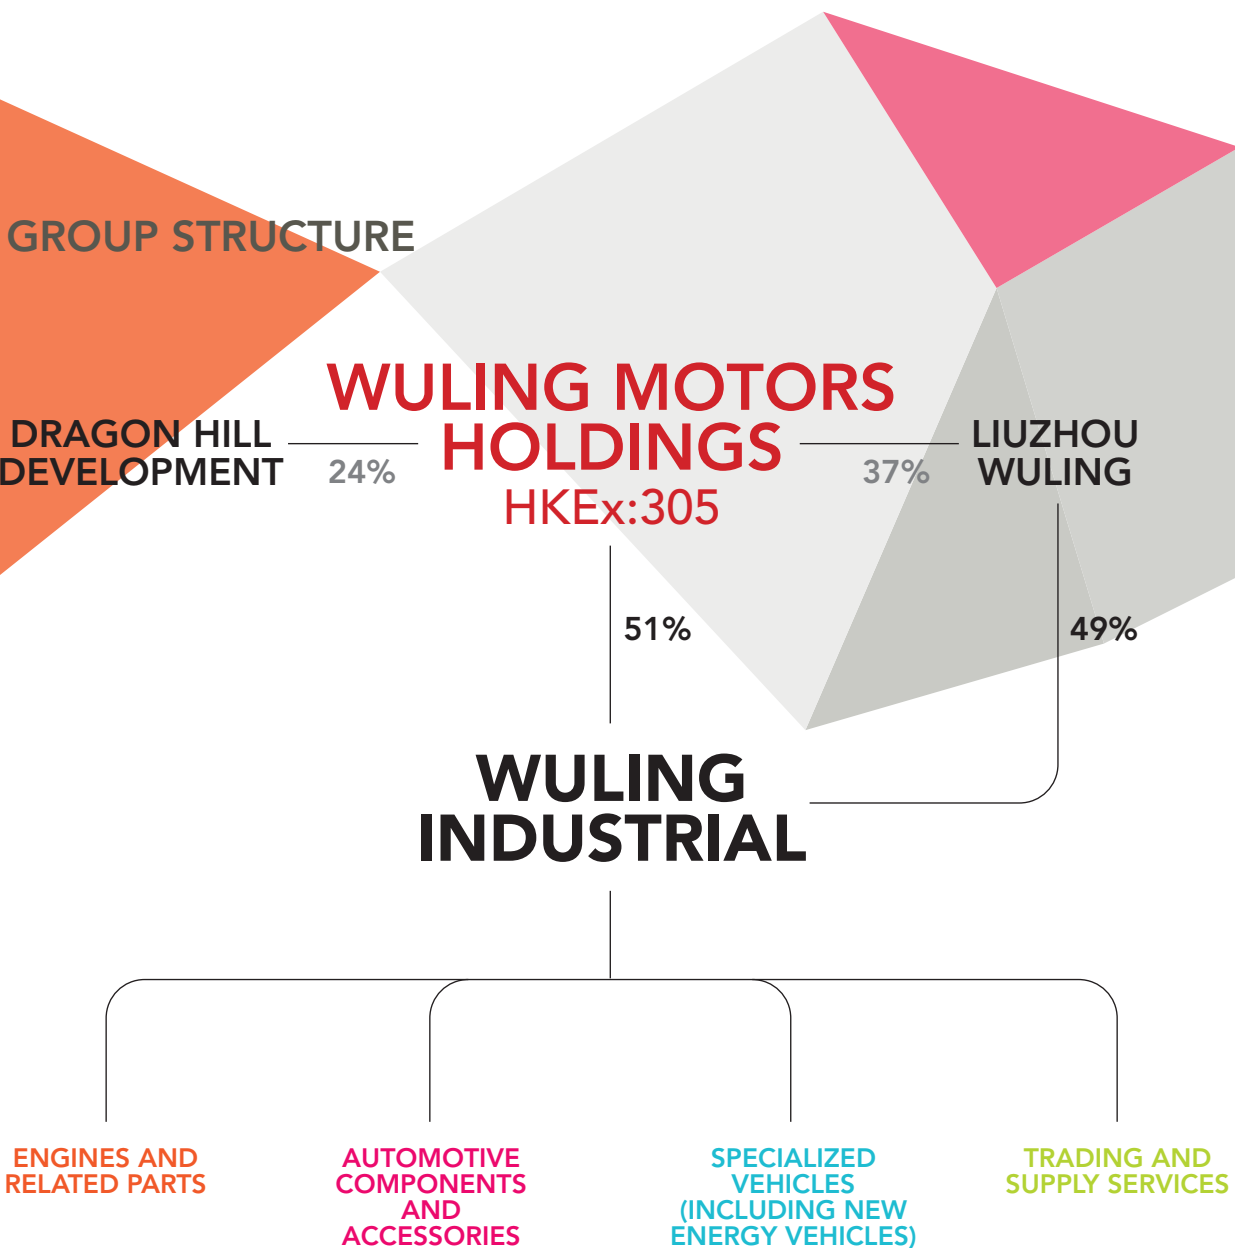 GROUP STRUCTURE
WULING MOTORS
HOLDINGS
HKEx:305
DRAGON HILL
DEVELOPMENT
24%
37%
LIUZHOU
WULING
51%
49%
WULING
INDUSTRIAL
ENGINES AND
RELATED PARTS
AUTOMOTIVE
COMPONENTS
AND
ACCESSORIES
SPECIALIZED
VEHICLES
(INCLUDING NEW
ENERGY VEHICLES)
TRADING AND
SUPPLY SERVICES